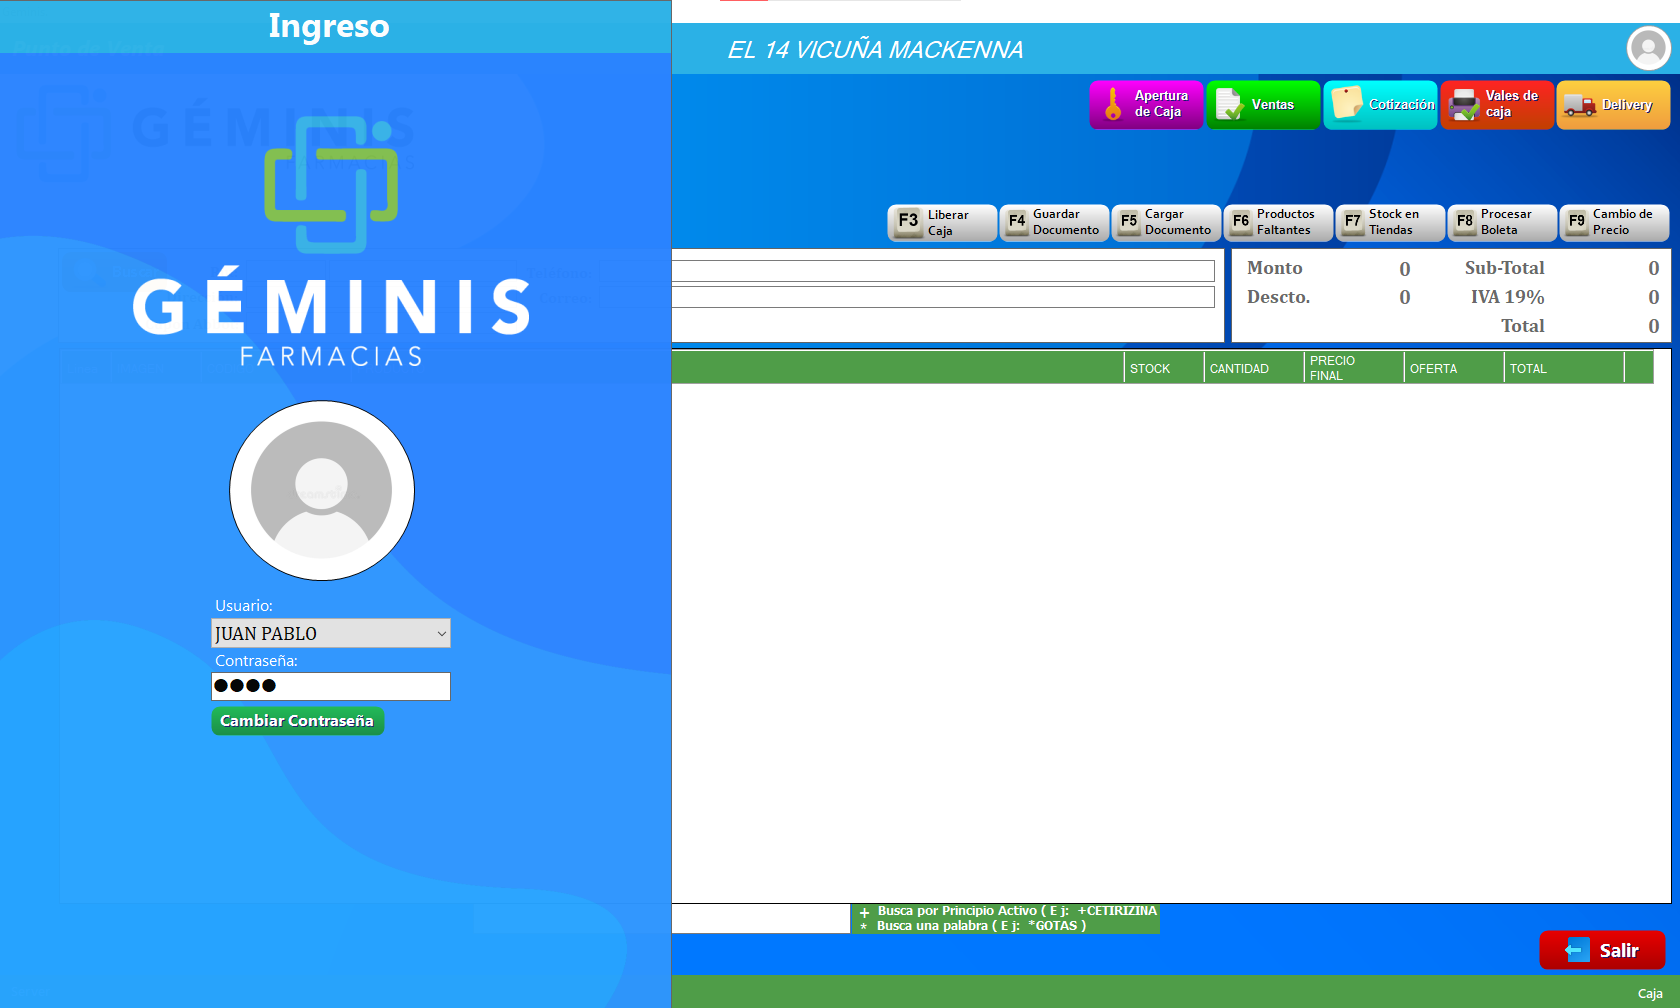 Ingreso
EL 14 VICUÑA MACKENNA
GÉMINIS
FARMACIAS
Apertura
de Caja
Ventas
Cotización
Vales de
caja
Delivery
F3 Liberar
Caja
F4 Guardar
Documento
F5 Cargar
Documento
F6 Productos
Faltantes
F7 Stock en
Tiendas
F8 Procesar
Boleta
F9 Cambio de
Precio
Monto 0 Sub-Total 0
Descto. 0 IVA 19% 0
Total 0
GÉMINIS
FARMACIAS
STOCK CANTIDAD PRECIO
FINAL OFERTA TOTAL
Usuario:
JUAN PABLO
Contraseña:
●●●●
Cambiar Contraseña
+ Busca por Principio Activo ( E j: +CETIRIZINA
* Busca una palabra ( E j: *GOTAS )
Salir
Caja